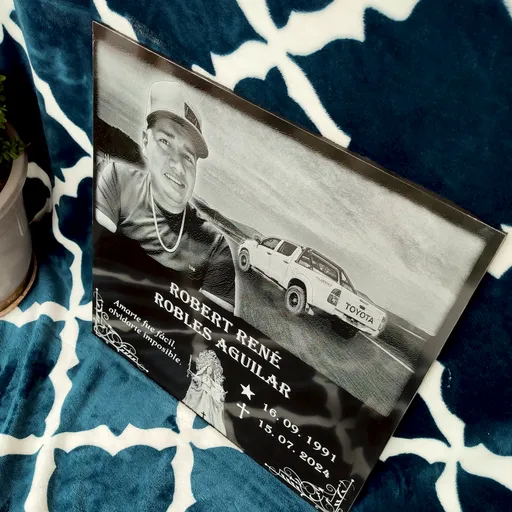 TOYOTA
ROBERT RENÉ
ROBLES AGUILAR
Amarte fue fácil,
olvidarte imposible.
16. 09. 1991
15. 07. 2024